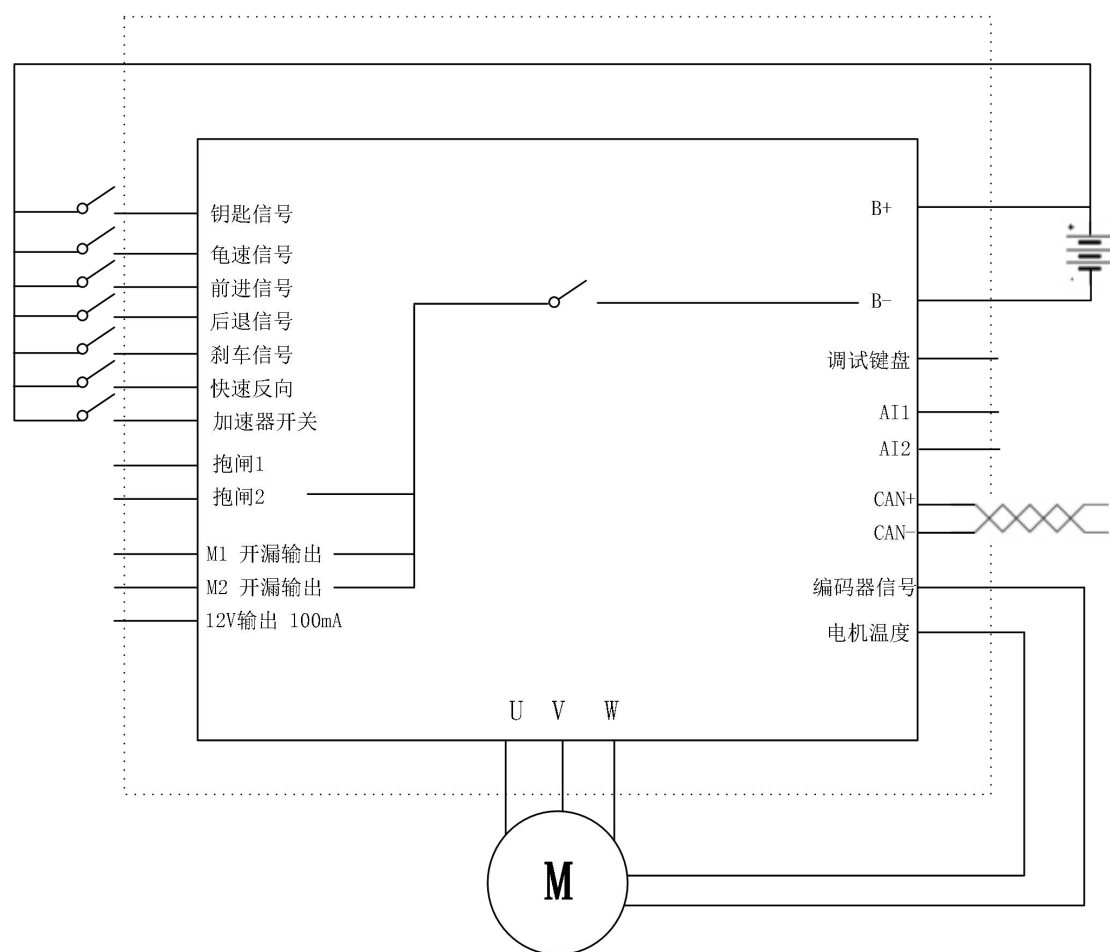 钥匙信号
龟速信号
前进信号
后退信号
刹车信号
快速反向
加速器开关
抱闸1
抱闸2
M1 开漏输出
M2 开漏输出
12V输出 100mA
B+
B-
+
-
调试键盘
AI1
AI2
CAN+
CAN-
编码器信号
电机温度
U V W
M